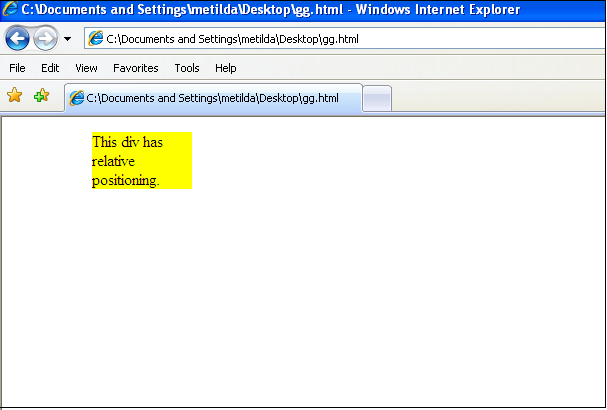 C:\Documents and Settings\metilda\Desktop\gg.html - Windows Internet Explorer
C:\Documents and Settings\metilda\Desktop\gg.html
File Edit View Favorites Tools Help
C:\Documents and Settings\metilda\Desktop\gg.html
This div has
relative
positioning.